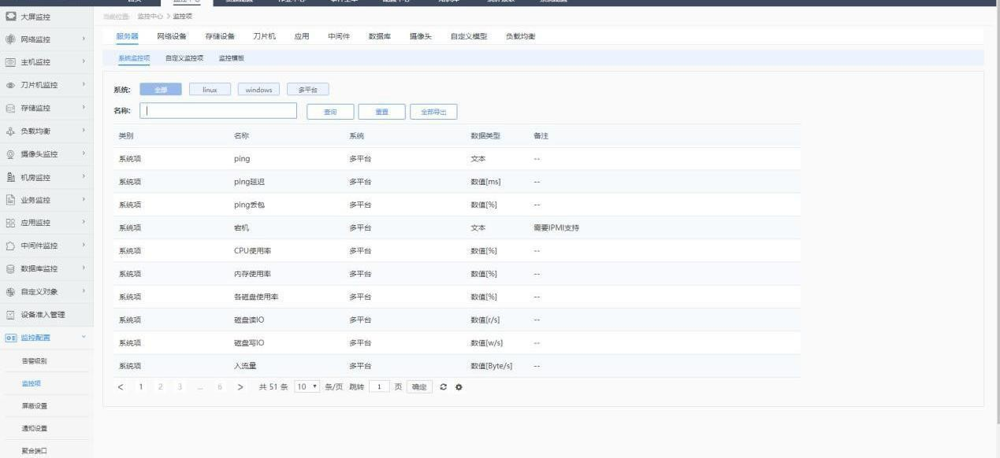 大屏监控
网络监控
主机监控
刀片机监控
存储监控
负载均衡
摄像头监控
机房监控
业务监控
应用监控
中间件监控
数据库监控
自定义对象
设备准入管理
监控配置
告警级别
监控项
屏蔽设置
通知设置
聚合端口
当前位置: 监控中心 > 监控项
服务器 网络设备 存储设备 刀片机 应用 中间件 数据库 摄像头 自定义模型 负载均衡
系统监控项 自定义监控项 监控模板
系统: 全部 linux windows 多平台
名称: 查询 重置 全部导出
类别 名称 系统 数据类型 备注
系统项 ping 多平台 文本 --
系统项 ping延迟 多平台 数值[ms] --
系统项 ping丢包 多平台 数值[%] --
系统项 宕机 多平台 文本 需要IPMI支持
系统项 CPU使用率 多平台 数值[%] --
系统项 内存使用率 多平台 数值[%] --
系统项 各磁盘使用率 多平台 数值[%] --
系统项 磁盘读IO 多平台 数值[r/s] --
系统项 磁盘写IO 多平台 数值[w/s] --
系统项 入流量 多平台 数值[Byte/s] --
< 1 2 3 ... 6 > 共 51 条 10 条/页 跳转 1 页 确定